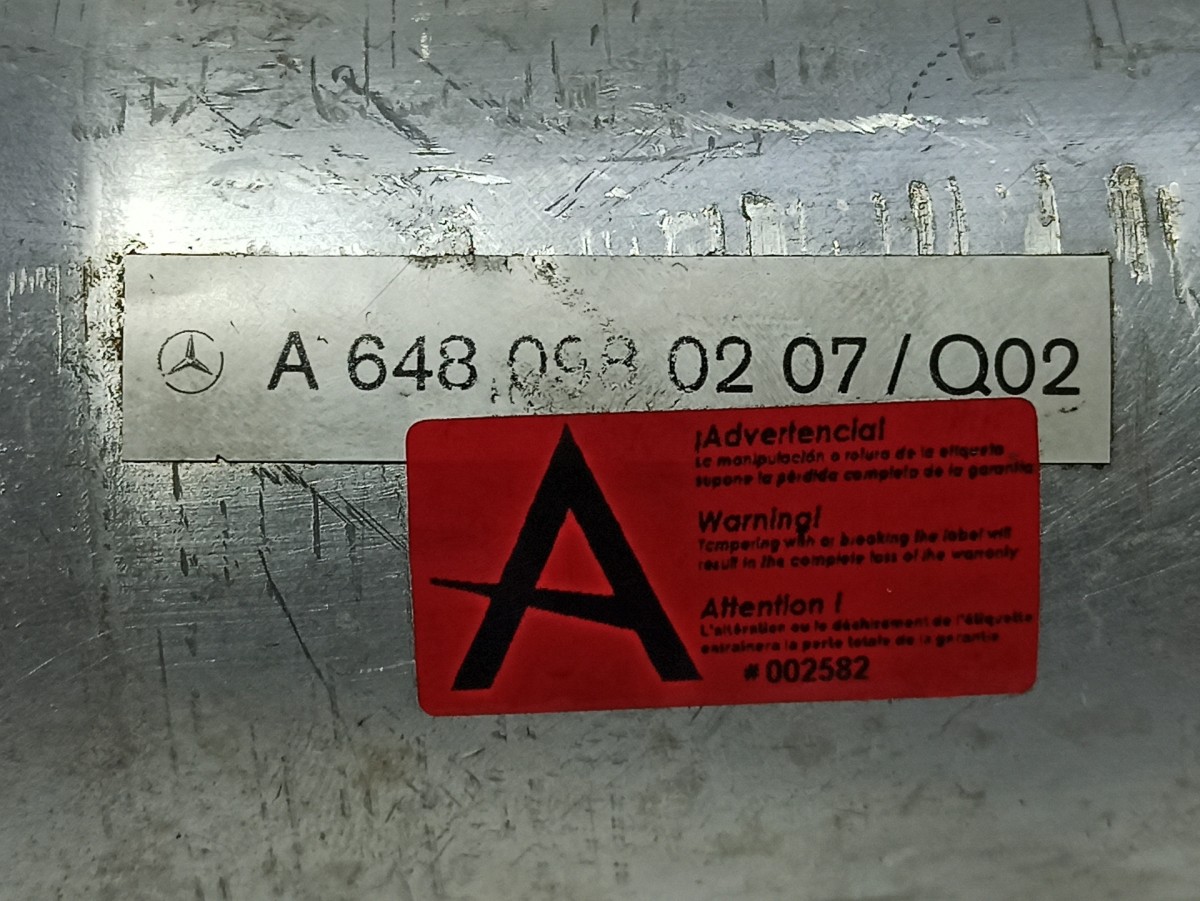 A 648 098 02 07 / Q02
¡Advertencia!
La manipulación o rotura de la etiqueta
supone la pérdida completa de la garantía
Warning!
Tampering with or breaking the label will
result in the complete loss of the warranty
Attention !
L'altération ou le déchirement de l'étiquette
entraînera la perte totale de la garantie
# 002582